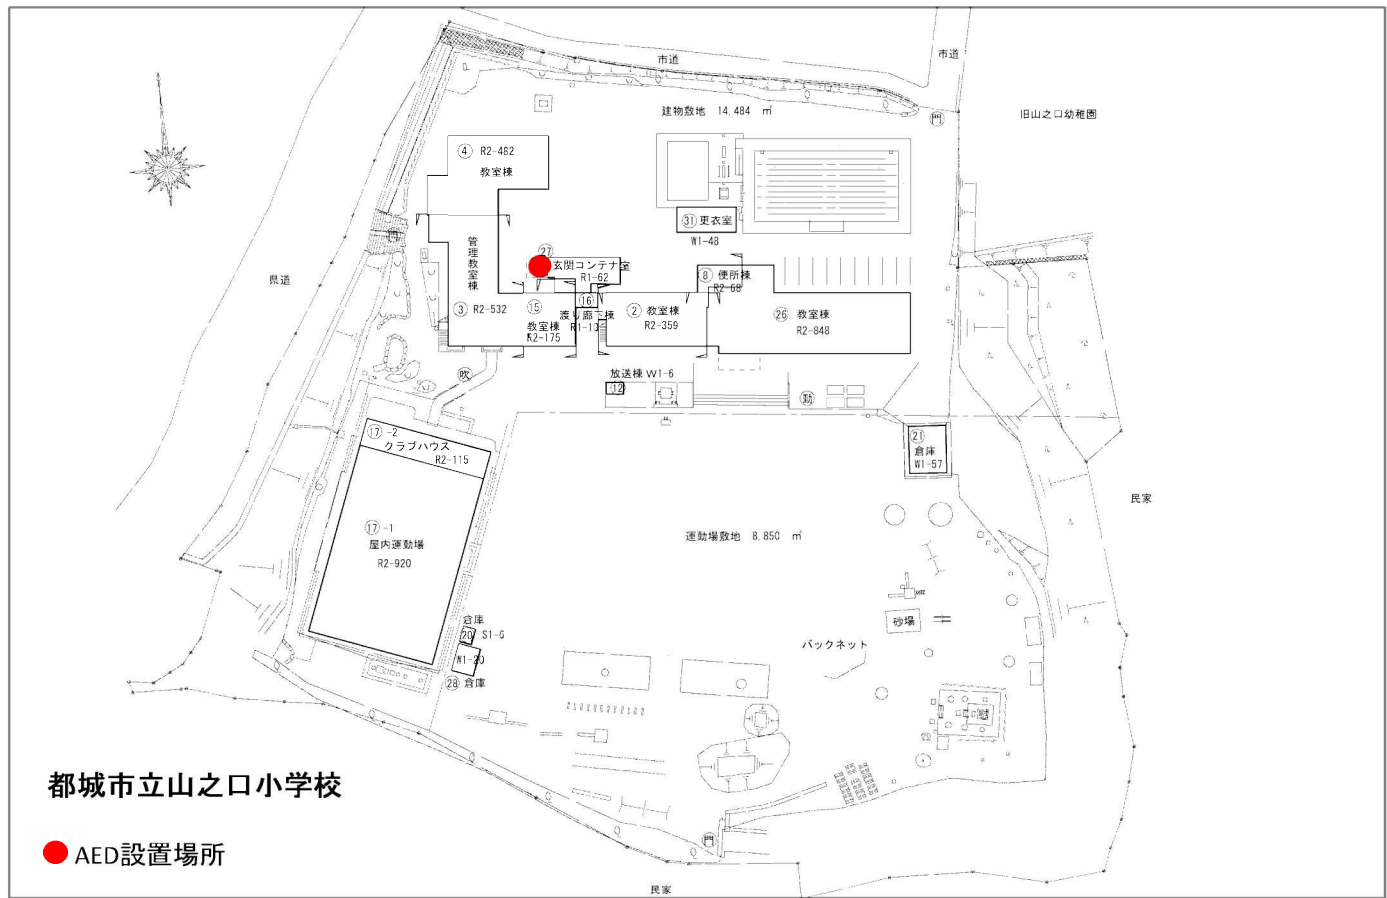 市道
市道
建物敷地 14,484 ㎡
門
旧山之口幼稚園
④ R2-482
教室棟
㉛ 更衣室
W1-48
門
管理教室棟
㉗
玄関コンテナ室
R1-62
⑧ 便所棟
R2-68
県道
③ R2-532
⑮
教室棟
R2-175
⑯
渡り廊下棟
② 教室棟
R2-359
㉖ 教室棟
R2-848
吹
放送棟 W1-6
⑫
動
⑰-2
クラブハウス
R2-115
㉑
倉庫
W1-57
民家
⑰-1
屋内運動場
R2-920
運動場敷地 8,850 ㎡
倉庫
⑳ S1-6
W1-20
㉘ 倉庫
砂場
バックネット
都城市立山之口小学校
AED設置場所
門
民家